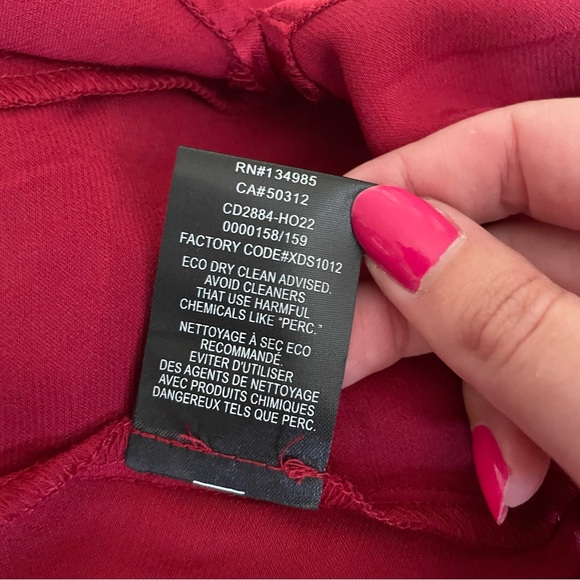 RN#134985
CA#50312
CD2884-HO22
0000158/159
FACTORY CODE#XDS1012
ECO DRY CLEAN ADVISED.
AVOID CLEANERS
THAT USE HARMFUL
CHEMICALS LIKE "PERC."
NETTOYAGE À SEC ECO
RECOMMANDÉ.
EVITER D'UTILISER
DES AGENTS DE NETTOYAGE
AVEC PRODUITS CHIMIQUES
DANGEREUX TELS QUE PERC.